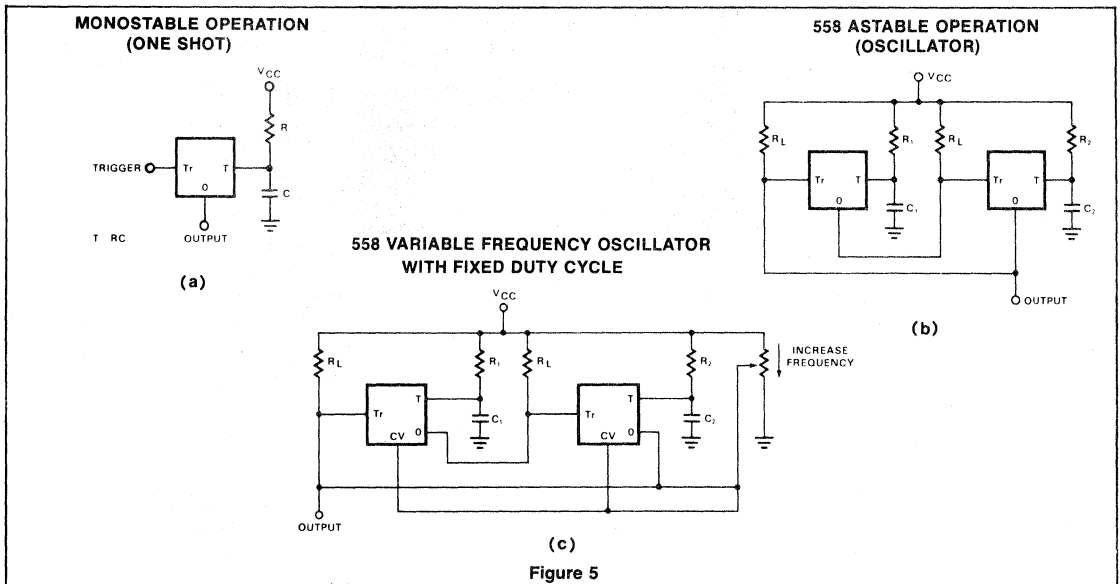 MONOSTABLE OPERATION
(ONE SHOT)
VCC
R
TRIGGER
Tr
T
0
C
OUTPUT
T RC
(a)
558 ASTABLE OPERATION
(OSCILLATOR)
VCC
RL
R1
RL
R2
Tr
T
0
C1
Tr
T
0
C2
OUTPUT
(b)
558 VARIABLE FREQUENCY OSCILLATOR
WITH FIXED DUTY CYCLE
VCC
RL
R1
RL
R2
INCREASE
FREQUENCY
Tr
T
0
CV
C1
Tr
T
0
CV
C2
OUTPUT
(c)
Figure 5